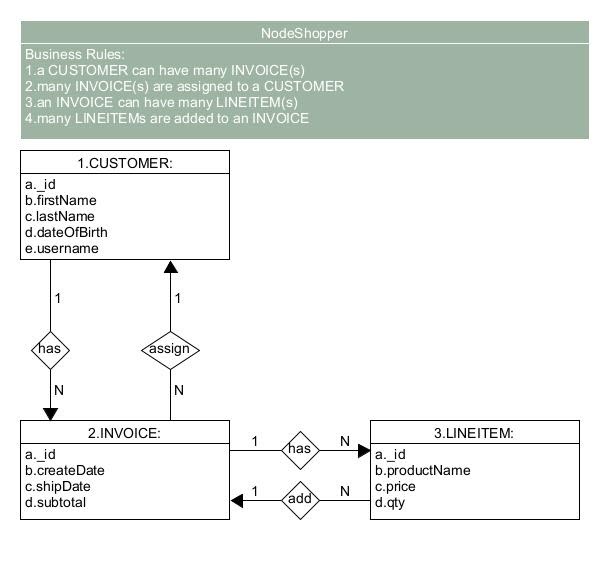 NodeShopper
Business Rules:
1.a CUSTOMER can have many INVOICE(s)
2.many INVOICE(s) are assigned to a CUSTOMER
3.an INVOICE can have many LINEITEM(s)
4.many LINEITEMs are added to an INVOICE
1.CUSTOMER:
a._id
b.firstName
c.lastName
d.dateOfBirth
e.username
1
1
has
assign
N
N
2.INVOICE:
a._id
b.createDate
c.shipDate
d.subtotal
1
has
N
1
add
N
3.LINEITEM:
a._id
b.productName
c.price
d.qty